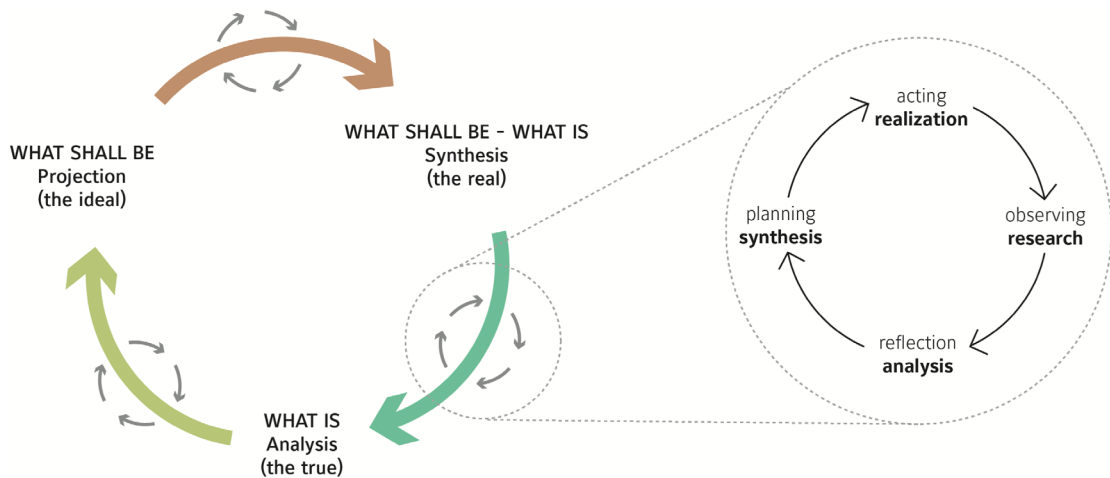 WHAT SHALL BE
Projection
(the ideal)
WHAT SHALL BE - WHAT IS
Synthesis
(the real)
WHAT IS
Analysis
(the true)
acting
realization
observing
research
reflection
analysis
planning
synthesis